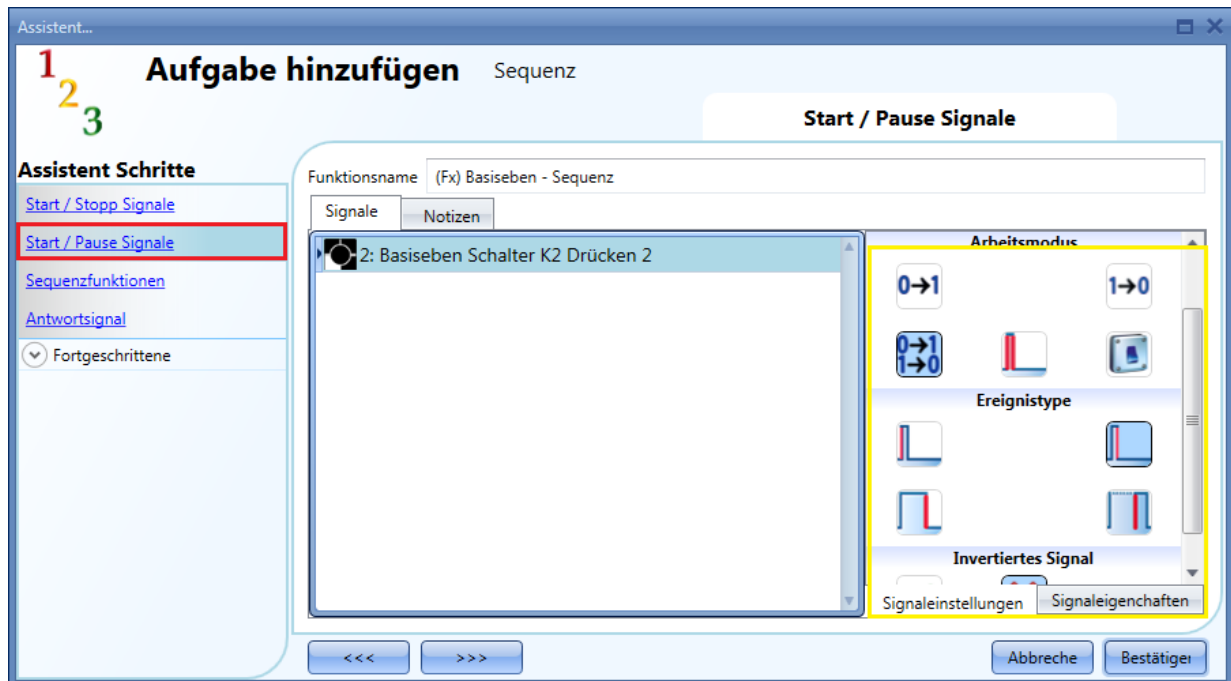 Assistent...
1 2 3
Aufgabe hinzufügen Sequenz
Start / Pause Signale
Assistent Schritte
Start / Stopp Signale
Start / Pause Signale
Sequenzfunktionen
Antwortsignal
Fortgeschrittene
Funktionsname (Fx) Basiseben - Sequenz
Signale Notizen
2: Basiseben Schalter K2 Drücken 2
Arbeitsmodus
0→1 1→0
0→1
1→0
Ereignistype
Invertiertes Signal
Signaleinstellungen Signaleigenchaften
<<< >>> Abbreche Bestätiger